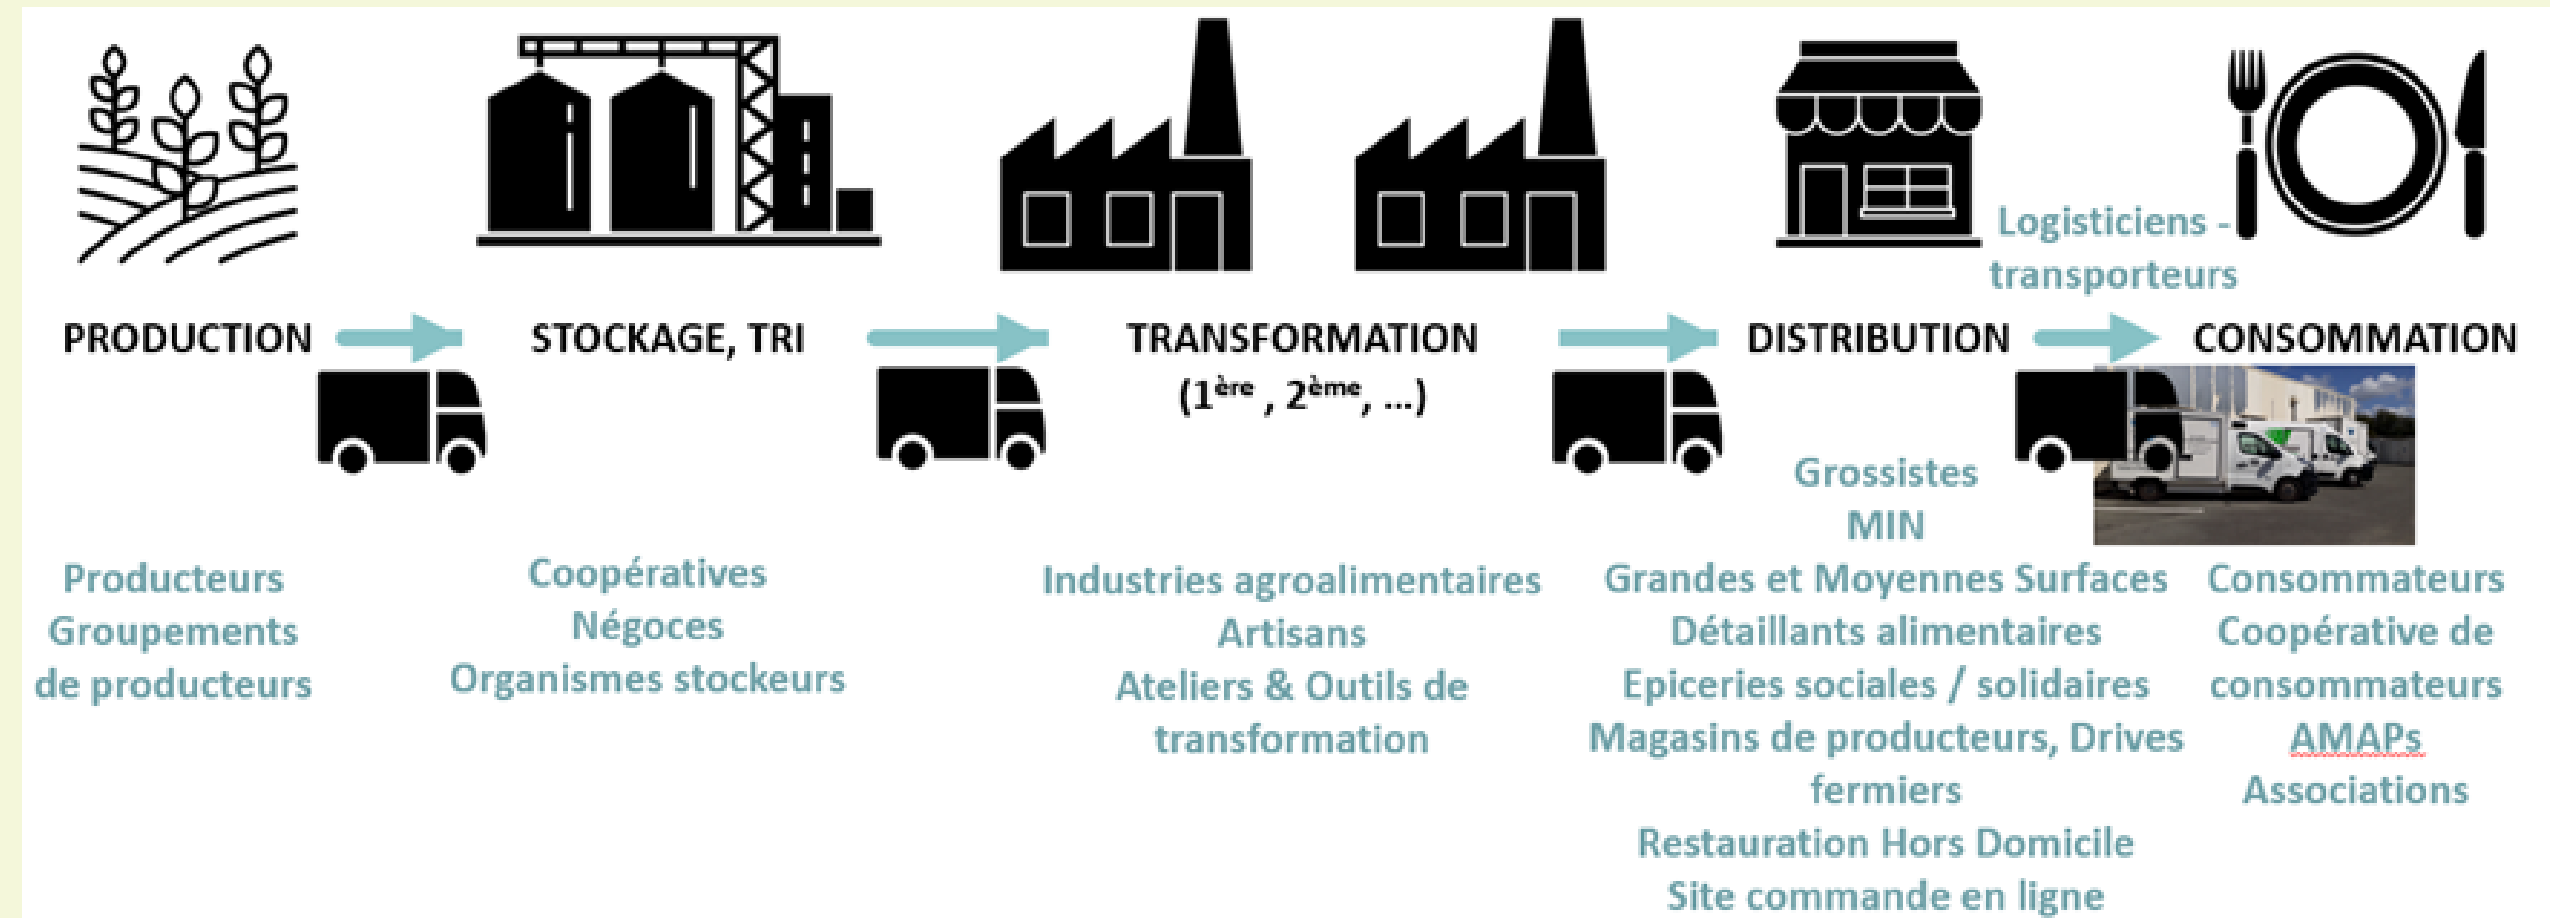 Logisticiens -
transporteurs
PRODUCTION
STOCKAGE, TRI
TRANSFORMATION
(1ère , 2ème, ...)
DISTRIBUTION
CONSOMMATION
Producteurs
Groupements
de producteurs
Coopératives
Négoces
Organismes stockeurs
Industries agroalimentaires
Artisans
Ateliers & Outils de
transformation
Grossistes
MIN
Grandes et Moyennes Surfaces
Détaillants alimentaires
Epiceries sociales / solidaires
Magasins de producteurs, Drives
fermiers
Restauration Hors Domicile
Site commande en ligne
Consommateurs
Coopérative de
consommateurs
AMAPs
Associations